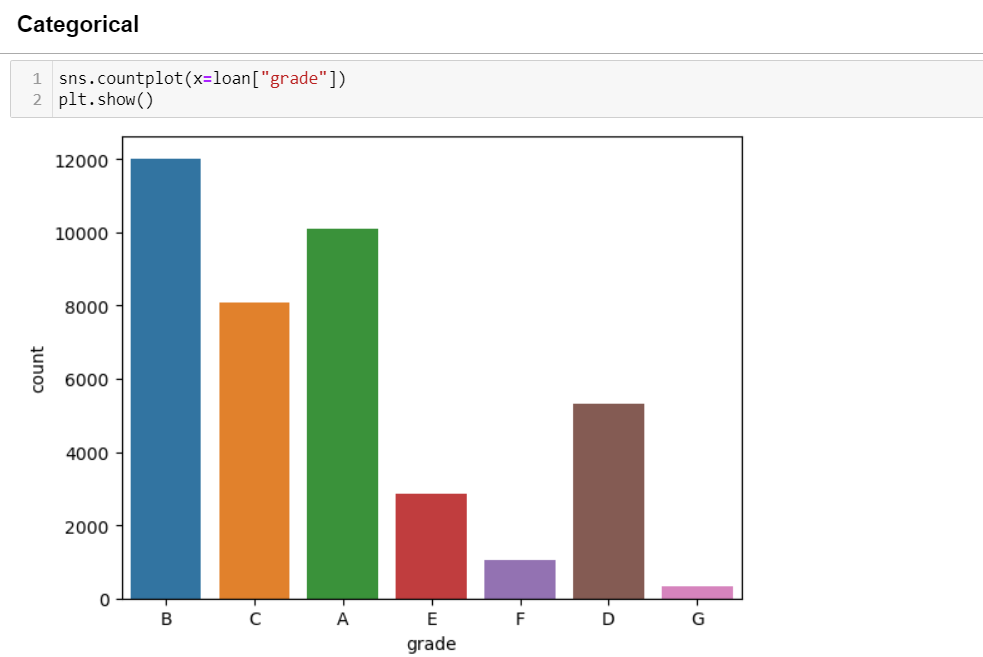 Categorical
1 sns.countplot(x=loan["grade"])
2 plt.show()
12000
10000
8000
6000
4000
2000
0
count
B C A E F D G
grade